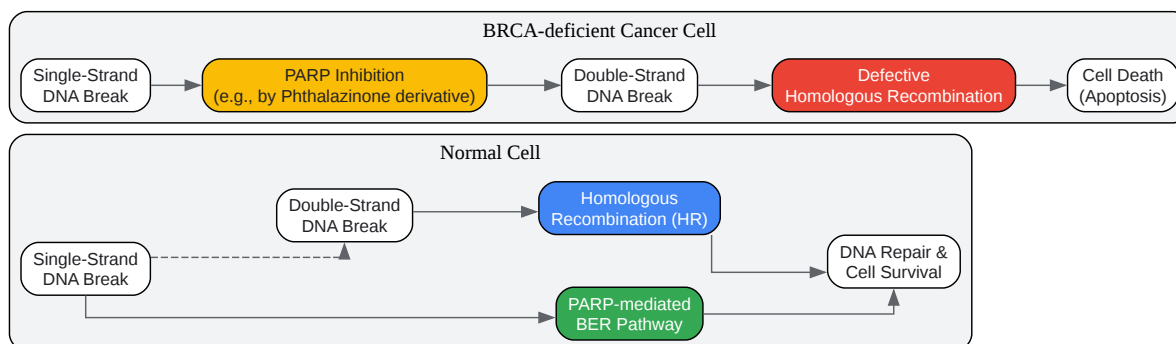 BRCA-deficient Cancer Cell
Single-Strand
DNA Break
PARP Inhibition
(e.g., by Phthalazinone derivative)
Double-Strand
DNA Break
Defective
Homologous Recombination
Cell Death
(Apoptosis)
Normal Cell
Double-Strand
DNA Break
Homologous
Recombination (HR)
Single-Strand
DNA Break
DNA Repair &
Cell Survival
PARP-mediated
BER Pathway